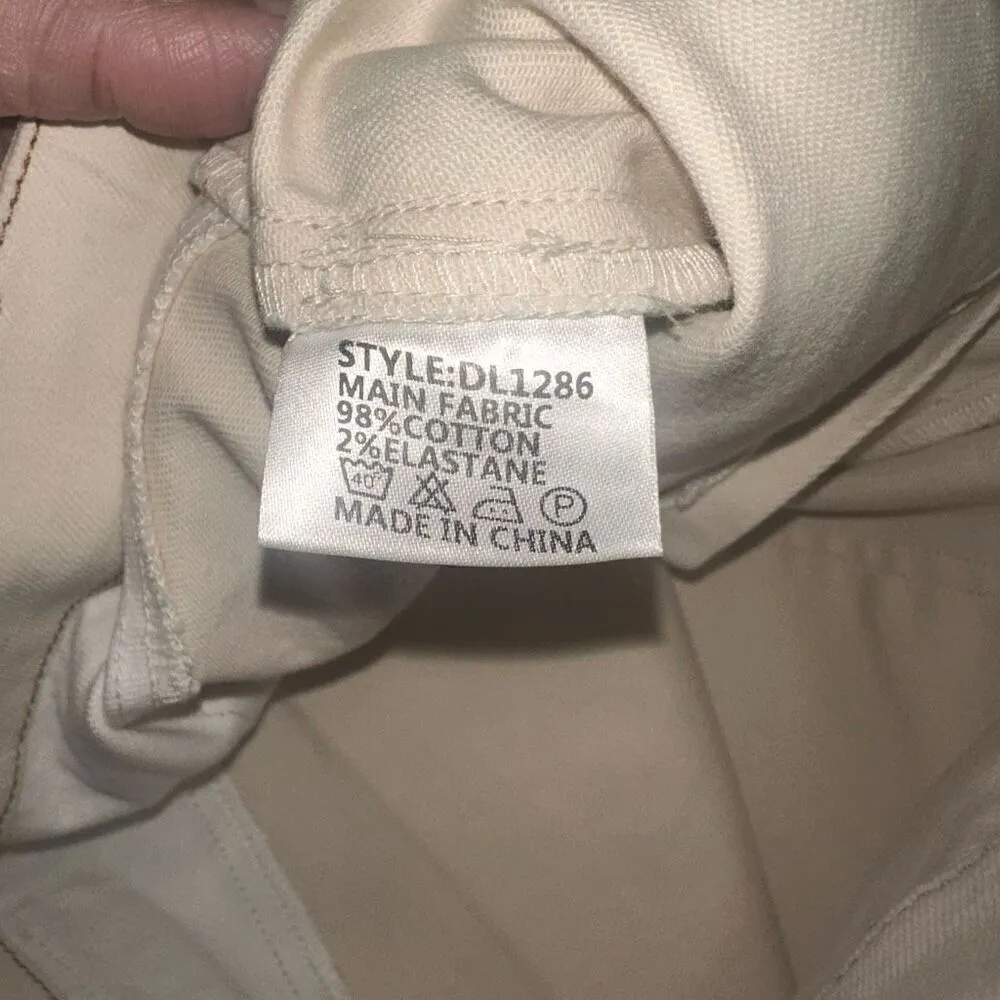 STYLE:DL1286
MAIN FABRIC
98%COTTON
2%ELASTANE
40° P
MADE IN CHINA